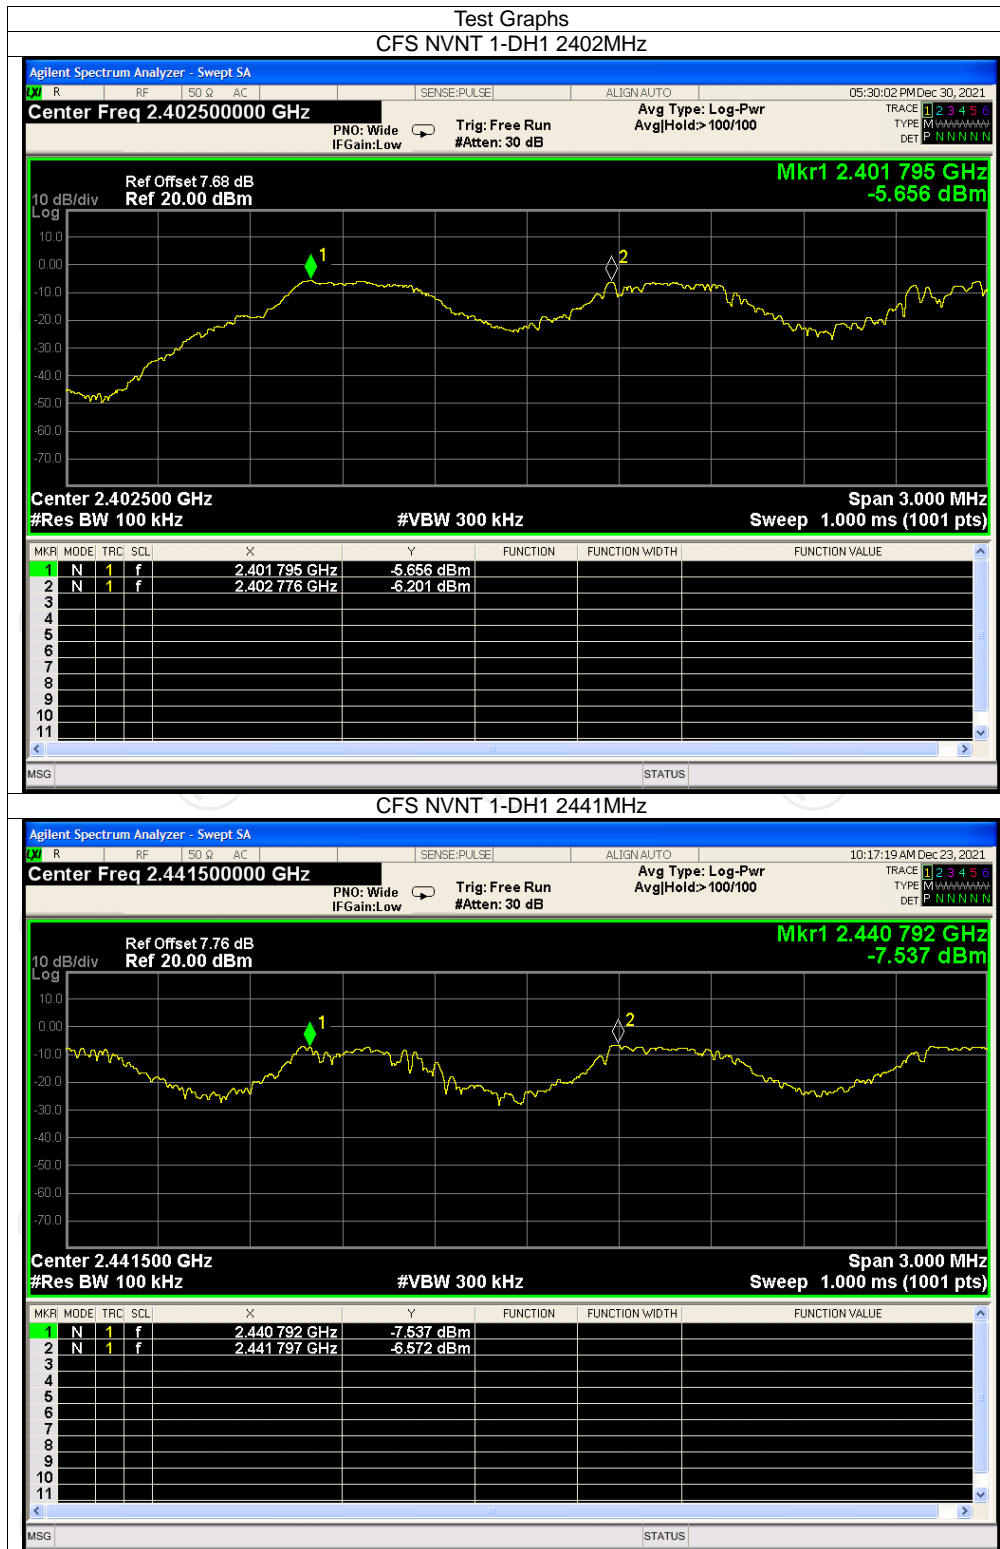 Test Graphs
CFS NVNT 1-DH1 2402MHz
Agilent Spectrum Analyzer - Swept SA
LXI R RF 50 Ω AC SENSE:PULSE ALIGN AUTO 05:30:02 PM Dec 30, 2021
Center Freq 2.402500000 GHz Avg Type: Log-Pwr TRACE 1 2 3 4 5 6
PNO: Wide Trig: Free Run Avg|Hold:> 100/100 TYPE M
IFGain:Low #Atten: 30 dB DET P N N N N N
Mkr1 2.401 795 GHz
Ref Offset 7.68 dB
10 dB/div Ref 20.00 dBm -5.656 dBm
Log
10.0
0.00 1 2
-10.0
-20.0
-30.0
-40.0
-50.0
-60.0
-70.0
Center 2.402500 GHz Span 3.000 MHz
#Res BW 100 kHz #VBW 300 kHz Sweep 1.000 ms (1001 pts)
MKR MODE TRC SCL X Y FUNCTION FUNCTION WIDTH FUNCTION VALUE
1 N 1 f 2.401 795 GHz -5.656 dBm
2 N 1 f 2.402 776 GHz -6.201 dBm
3
4
5
6
7
8
9
10
11
MSG STATUS
CFS NVNT 1-DH1 2441MHz
Agilent Spectrum Analyzer - Swept SA
LXI R RF 50 Ω AC SENSE:PULSE ALIGN AUTO 10:17:19 AM Dec 23, 2021
Center Freq 2.441500000 GHz Avg Type: Log-Pwr TRACE 1 2 3 4 5 6
PNO: Wide Trig: Free Run Avg|Hold:> 100/100 TYPE M
IFGain:Low #Atten: 30 dB DET P N N N N N
Mkr1 2.440 792 GHz
Ref Offset 7.76 dB
10 dB/div Ref 20.00 dBm -7.537 dBm
Log
10.0
0.00 1 2
-10.0
-20.0
-30.0
-40.0
-50.0
-60.0
-70.0
Center 2.441500 GHz Span 3.000 MHz
#Res BW 100 kHz #VBW 300 kHz Sweep 1.000 ms (1001 pts)
MKR MODE TRC SCL X Y FUNCTION FUNCTION WIDTH FUNCTION VALUE
1 N 1 f 2.440 792 GHz -7.537 dBm
2 N 1 f 2.441 797 GHz -6.572 dBm
3
4
5
6
7
8
9
10
11
MSG STATUS